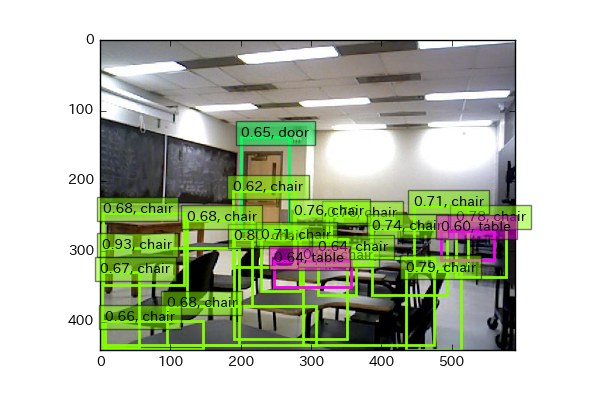 0
100
200
300
400
0.65, door
0.62, chair
0.71, chair
0.68, chair
0.68, chair
0.76, chair
0.78, chair
0.74, chair
0.60, table
0.93, chair
0.71, chair
0.64, chair
0.64, table
0.67, chair
0.79, chair
0.68, chair
0.66, chair
0 100 200 300 400 500